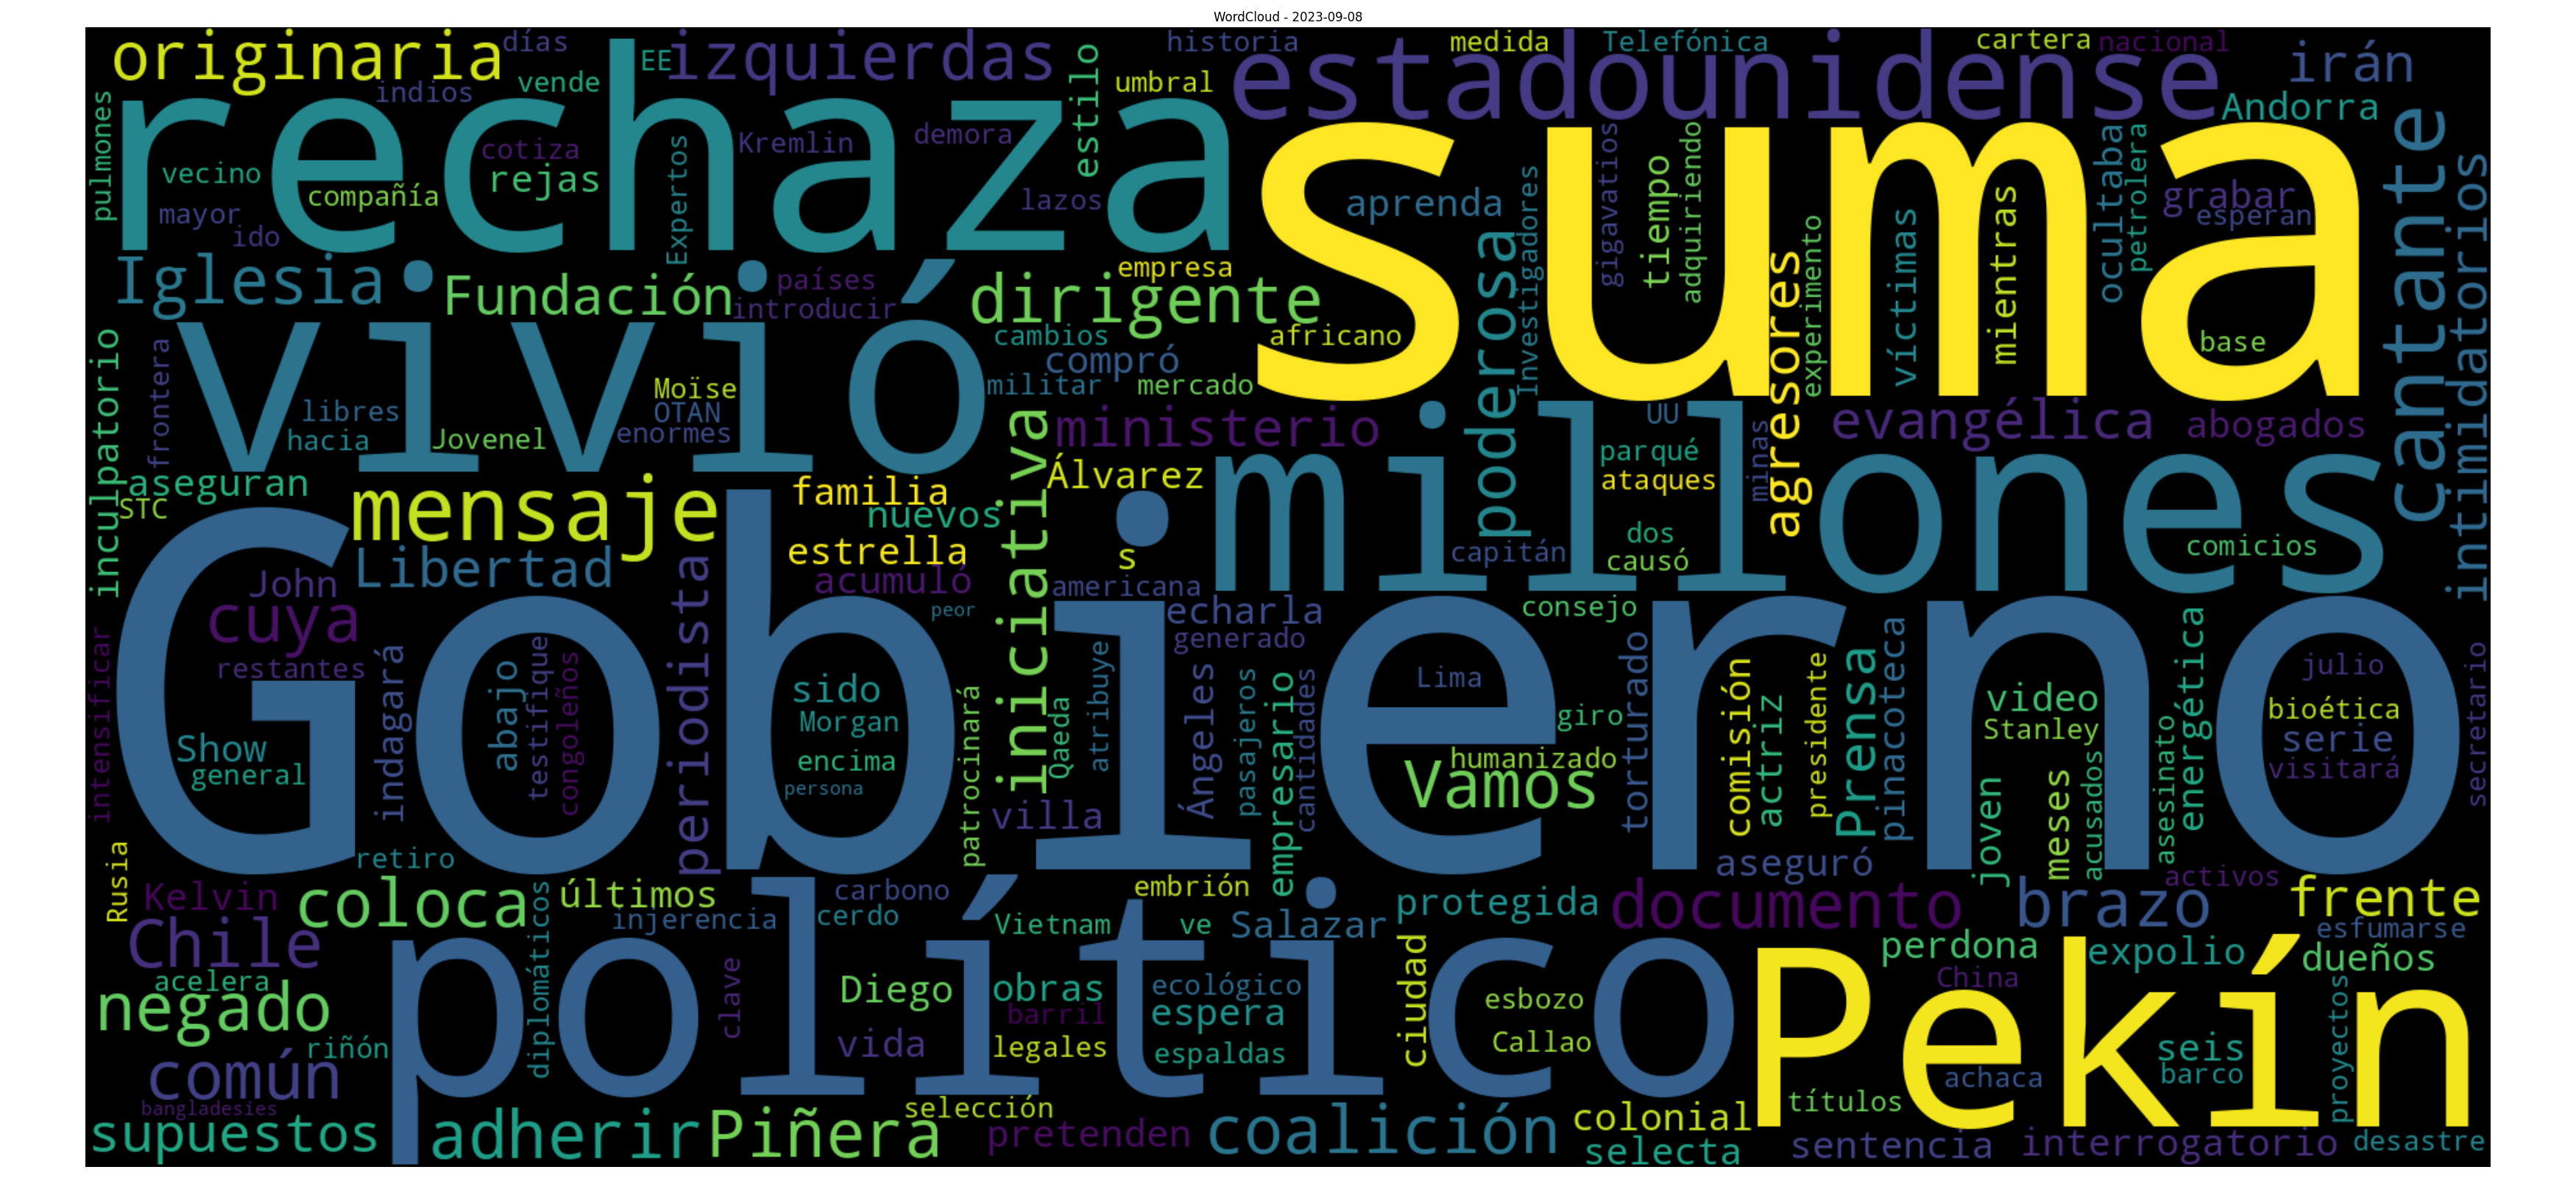 WordCloud - 2023-09-08
originaria
días
EE
izquierdas
historia
estadounidense
medida
Telefónica
cartera
nacional
irán
indios
vende
estilo
umbral
Andorra
pulmones
rechaza
suma
cantante
vecino
cotiza
rejas
Expertos
Kremlin
demora
compañía
mayor
ido
lazos
aprenda
Investigadores
gigavatios
tiempo
adquiriendo
experimento
víctimas
mientras
ocultaba
petrolera
grabar
esperan
intimidatorios
Iglesia
Fundación
países
introducir
dirigente
empresa
poderosa
africano
agresores
base
vivió
cambios
compró
militar
mercado
inculpatorio
frontera
libres
hacia
Jovenel
Moïse
OTAN
enormes
iniciativa
ministerio
UU
parqué
ataques
minas
evangélica
abogados
aseguran
STC
mensaje
familia
nuevos
Álvarez
millones
estrella
s
capitán
dos
causó
comicios
John
Libertad
acumuló
americana
cuya
periodista
peor
echarla
generado
consejo
Gobierno
restantes
intensificar
indagará
abajo
testifique
congoleños
sido
Morgan
encima
persona
patrocinará
Qaeda
atribuye
Ángeles
pasajeros
empresario
cantidades
Lima
giro
humanizado
Vamos
torturado
comisión
actriz
presidente
Prensa
pinacoteca
video
Stanley
joven
meses
acusados
asesinato
energética
julio
bioética
serie
visitará
secretario
Show
general
villa
Rusia
retiro
aseguró
activos
Kelvin
coloca
diplomáticos
últimos
injerencia
carbono
cerdo
embrión
Vietnam
ve
Salazar
protegida
documento
brazo
frente
esfumarse
Chile
político
perdona
expolio
dueños
acelera
negado
clave
Diego
obras
ecológico
barril
espera
ciudad
esbozo
China
Pekín
proyectos
riñón
vida
legales
espaldas
Callao
seis
barco
achaca
común
bangladesíes
selección
títulos
supuestos
adherir
Piñera
pretenden
coalición
colonial
selecta
sentencia
interrogatorio
desastre